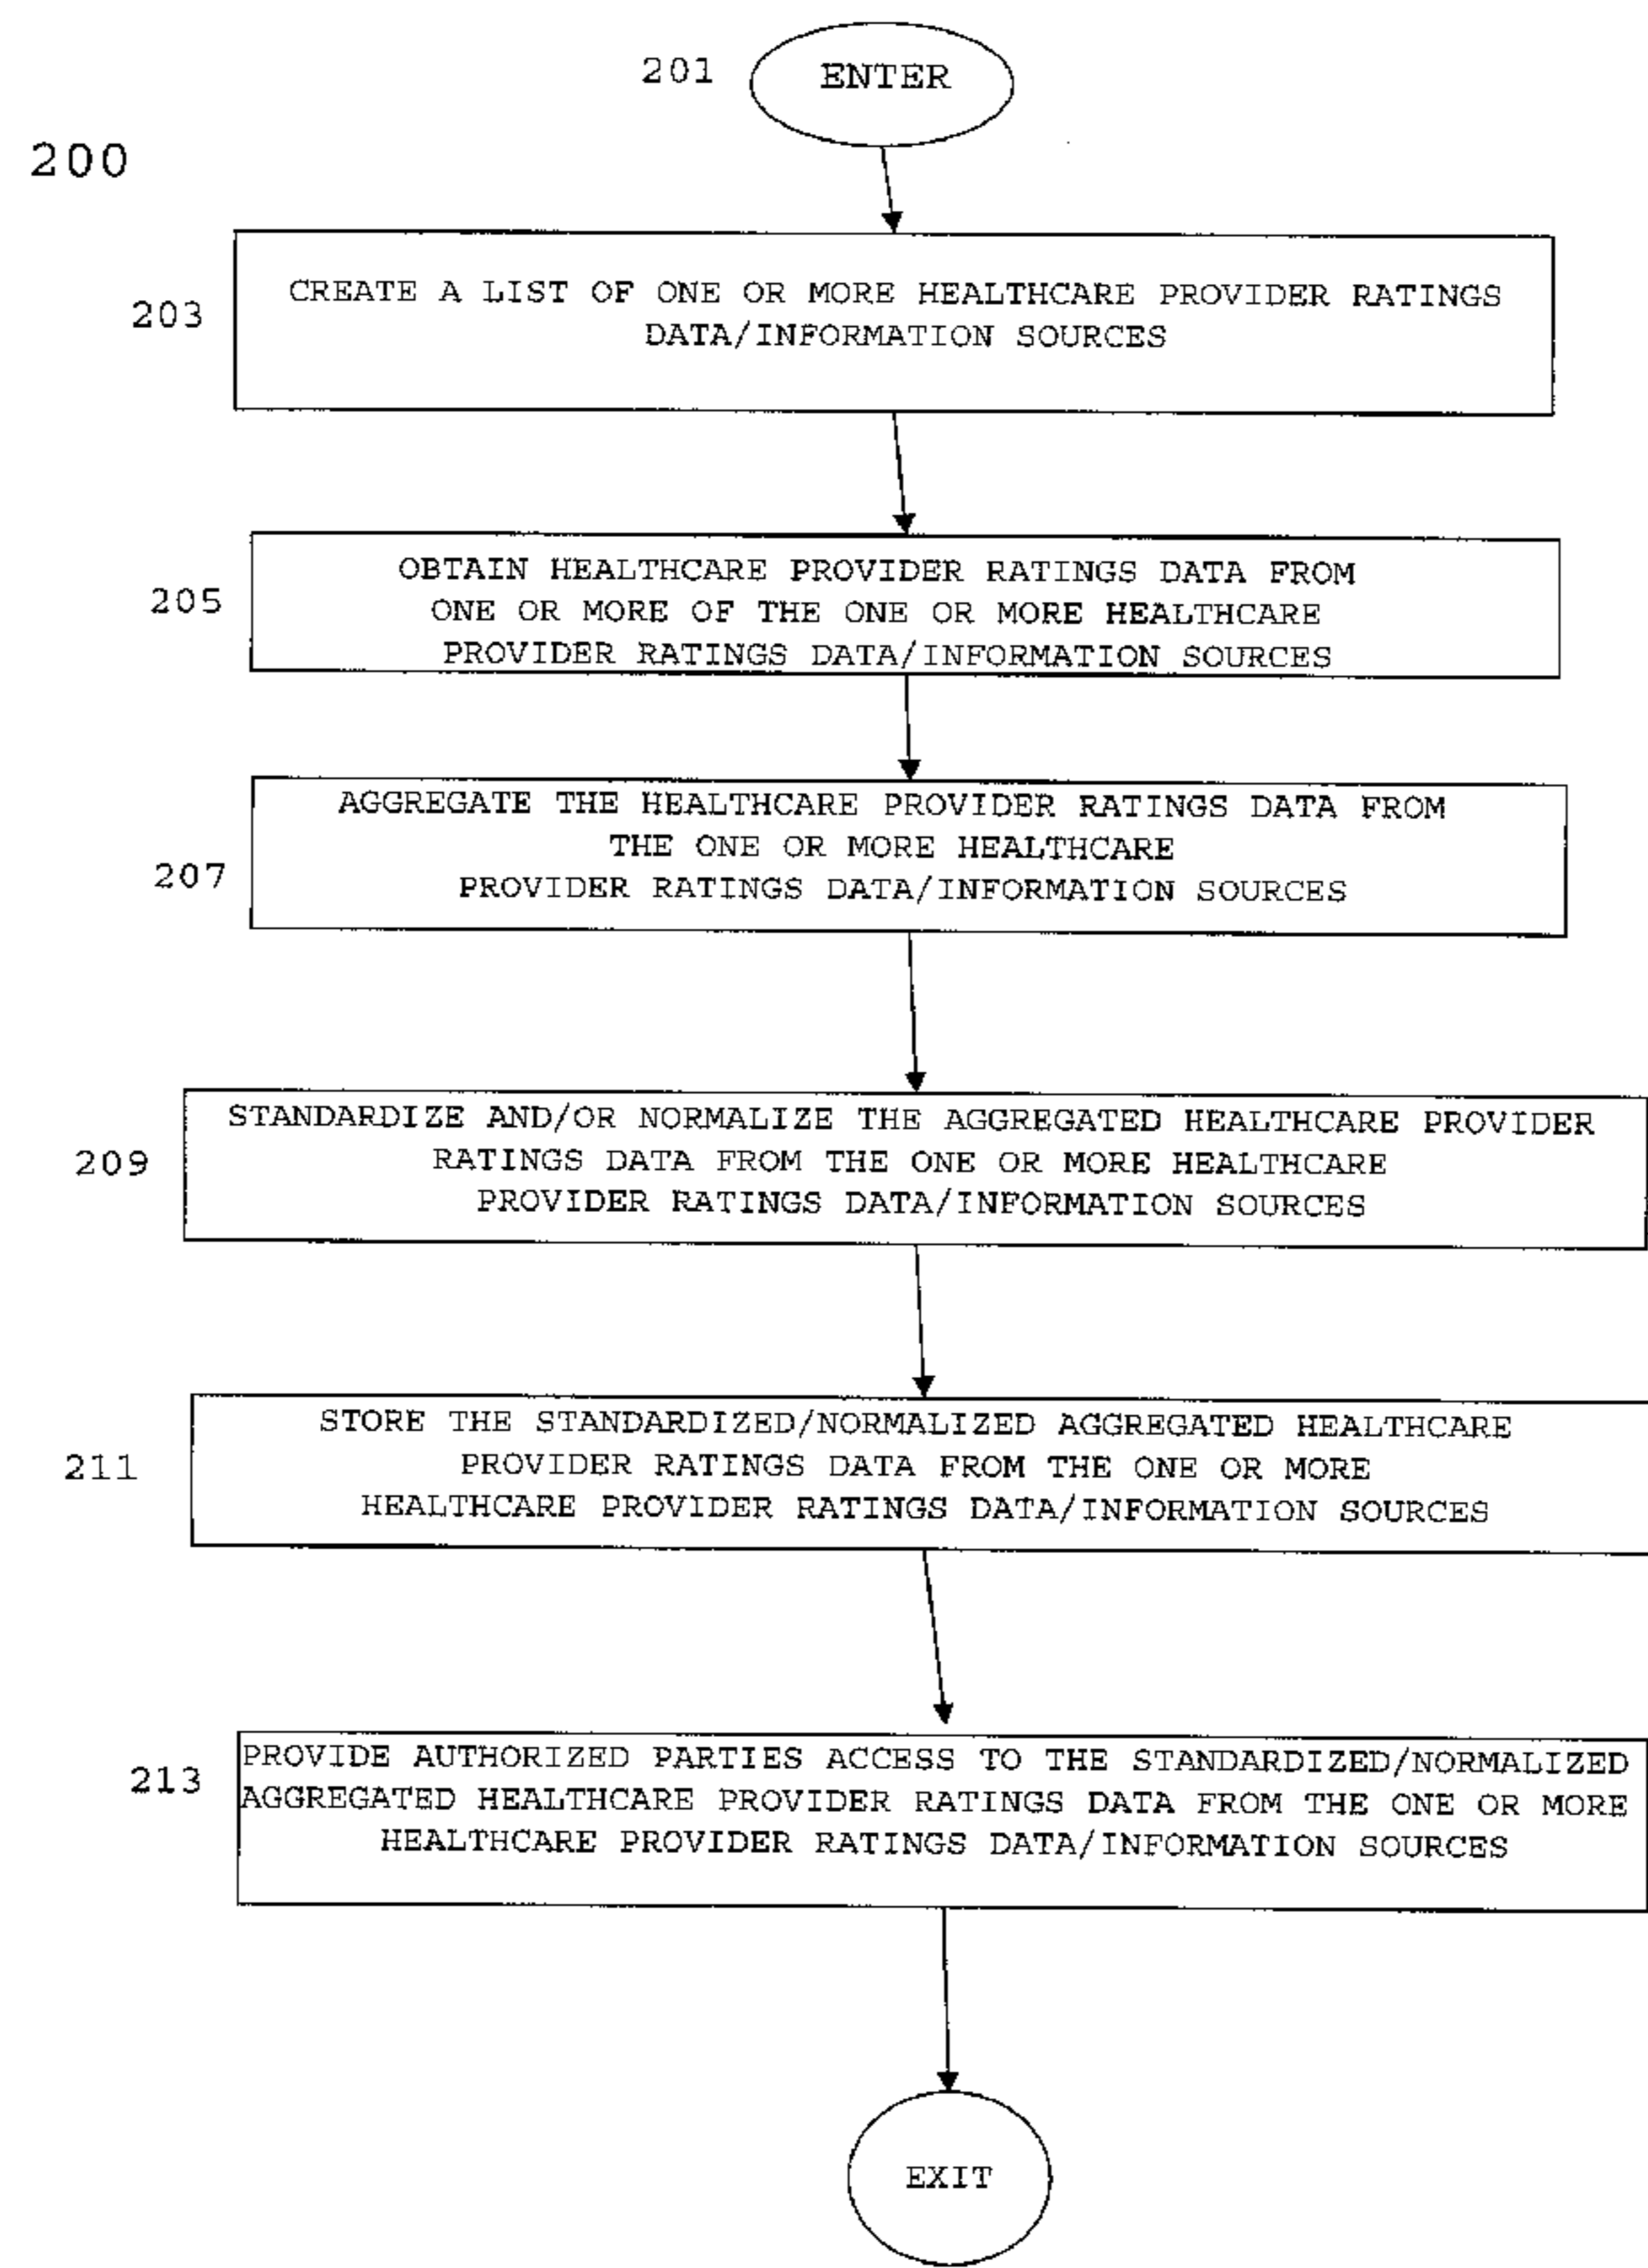 201
ENTER
200
203
CREATE A LIST OF ONE OR MORE HEALTHCARE PROVIDER RATINGS
DATA/INFORMATION SOURCES
205
OBTAIN HEALTHCARE PROVIDER RATINGS DATA FROM
ONE OR MORE OF THE ONE OR MORE HEALTHCARE
PROVIDER RATINGS DATA/INFORMATION SOURCES
207
AGGREGATE THE HEALTHCARE PROVIDER RATINGS DATA FROM
THE ONE OR MORE HEALTHCARE
PROVIDER RATINGS DATA/INFORMATION SOURCES
209
STANDARDIZE AND/OR NORMALIZE THE AGGREGATED HEALTHCARE PROVIDER
RATINGS DATA FROM THE ONE OR MORE HEALTHCARE
PROVIDER RATINGS DATA/INFORMATION SOURCES
211
STORE THE STANDARDIZED/NORMALIZED AGGREGATED HEALTHCARE
PROVIDER RATINGS DATA FROM THE ONE OR MORE
HEALTHCARE PROVIDER RATINGS DATA/INFORMATION SOURCES
213
PROVIDE AUTHORIZED PARTIES ACCESS TO THE STANDARDIZED/NORMALIZED
AGGREGATED HEALTHCARE PROVIDER RATINGS DATA FROM THE ONE OR MORE
HEALTHCARE PROVIDER RATINGS DATA/INFORMATION SOURCES
EXIT